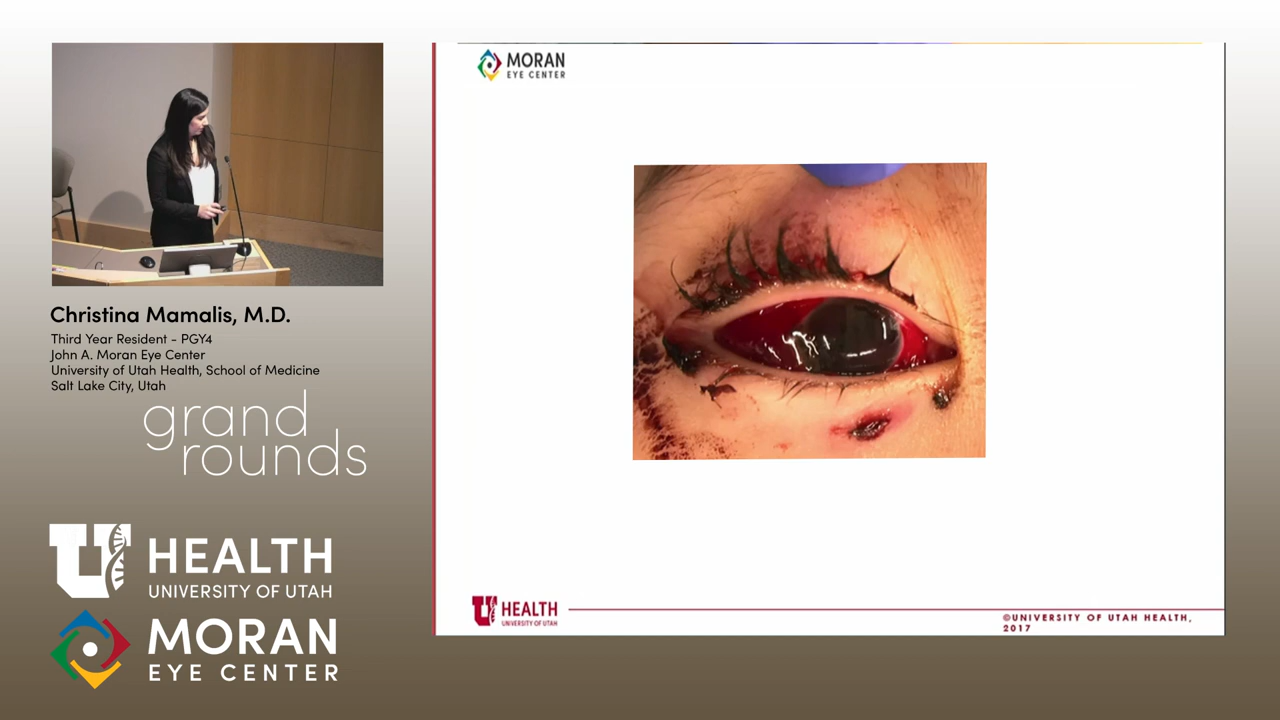 Christina Mamalis, M.D.
Third Year Resident - PGY4
John A. Moran Eye Center
University of Utah Health, School of Medicine
Salt Lake City, Utah
grand
rounds
U HEALTH
UNIVERSITY OF UTAH
MORAN
EYE CENTER
MORAN
EYE CENTER
U HEALTH
UNIVERSITY OF UTAH
©UNIVERSITY OF UTAH HEALTH,
2017